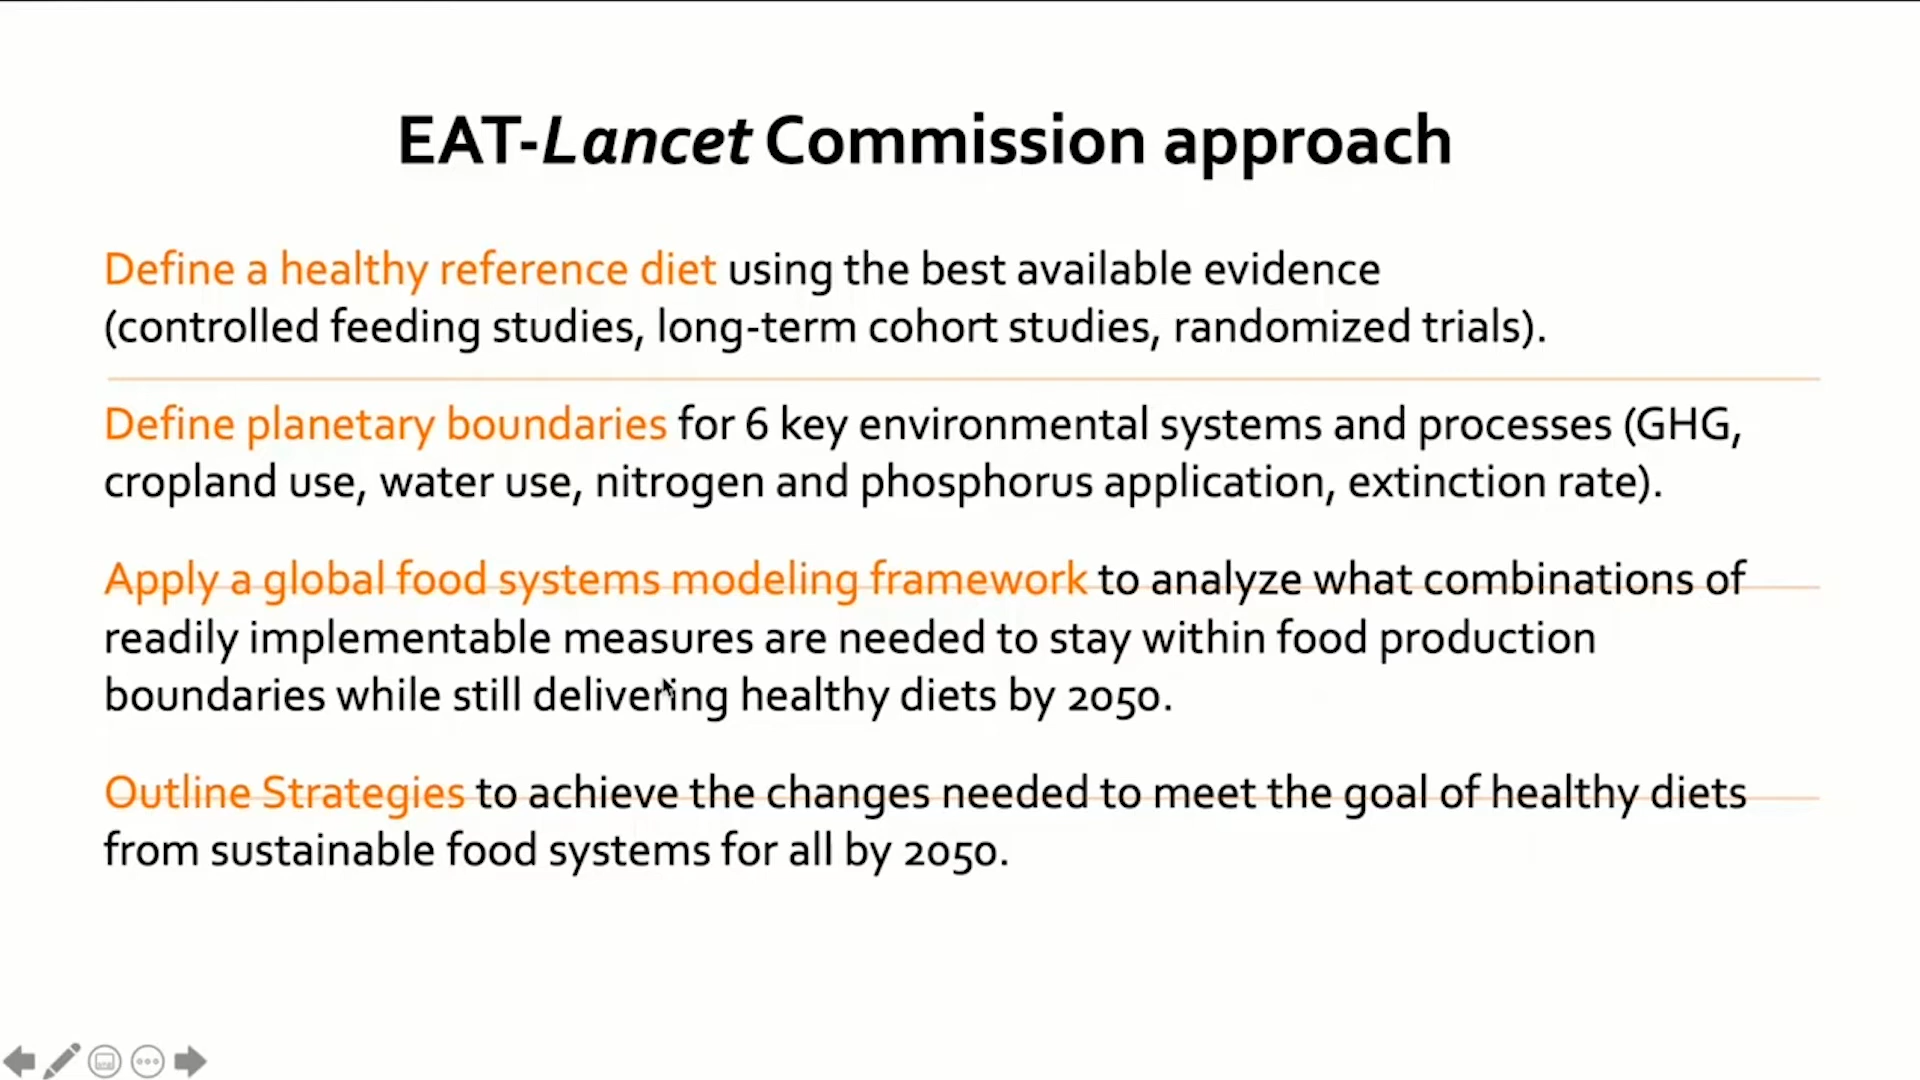 EAT-Lancet Commission approach
Define a healthy reference diet using the best available evidence
(controlled feeding studies, long-term cohort studies, randomized trials).
Define planetary boundaries for 6 key environmental systems and processes (GHG,
cropland use, water use, nitrogen and phosphorus application, extinction rate).
Apply a global food systems modeling framework to analyze what combinations of
readily implementable measures are needed to stay within food production
boundaries while still delivering healthy diets by 2050.
Outline Strategies to achieve the changes needed to meet the goal of healthy diets
from sustainable food systems for all by 2050.